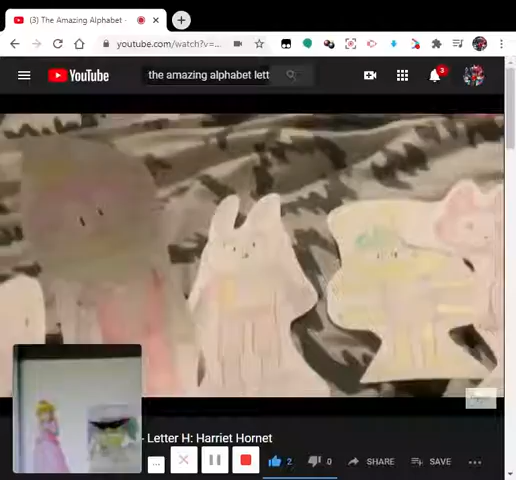 (3) The Amazing Alphabet -
youtube.com/watch?v=...
YouTube
the amazing alphabet lett
3
- Letter H: Harriet Hornet
2
0
SHARE
SAVE